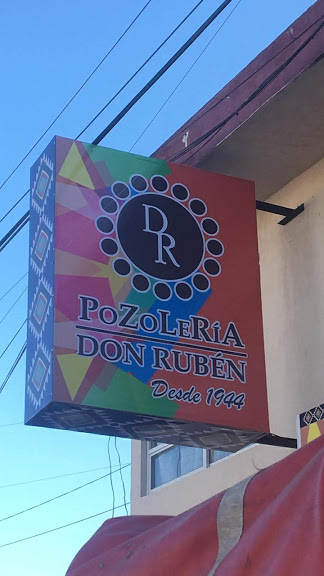 DR
PoZoLeRíA
DON RUBÉN
Desde 1944